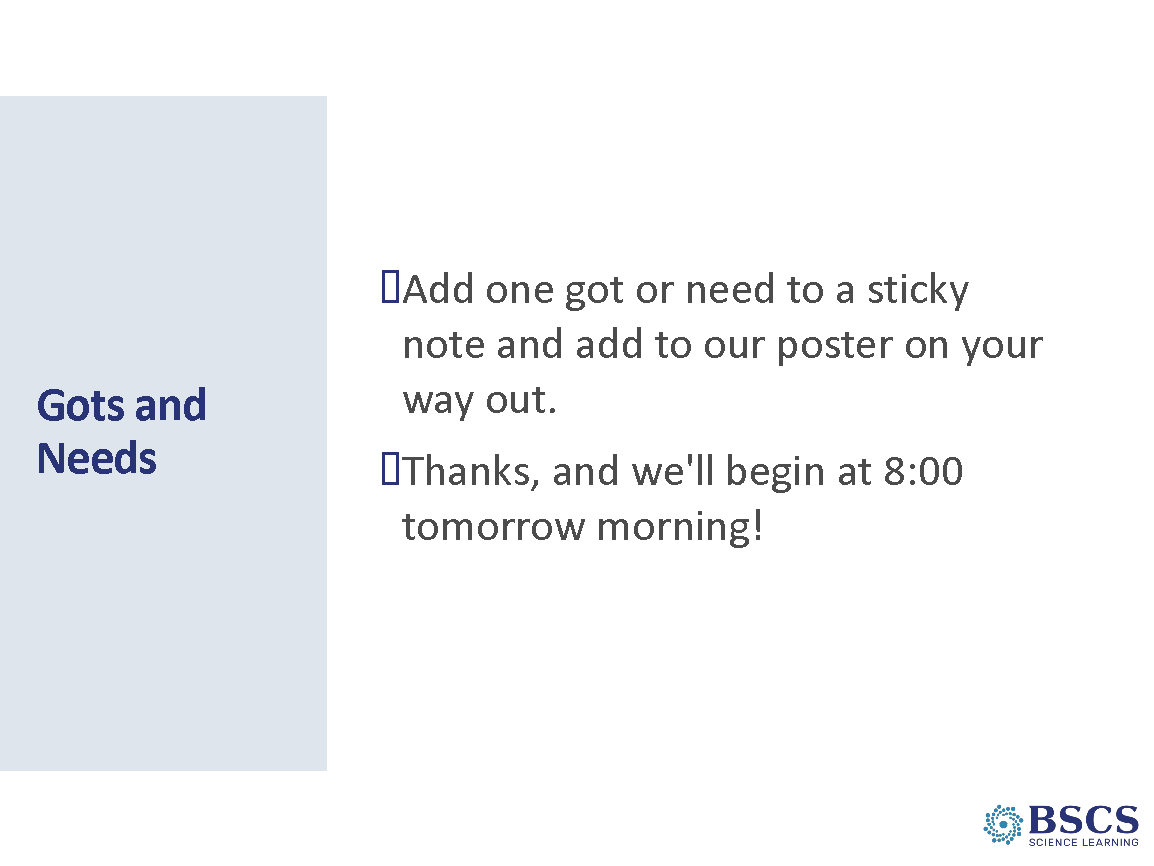 Gots and
Needs
Add one got or need to a sticky
note and add to our poster on your
way out.
Thanks, and we'll begin at 8:00
tomorrow morning!
BSCS
SCIENCE LEARNING